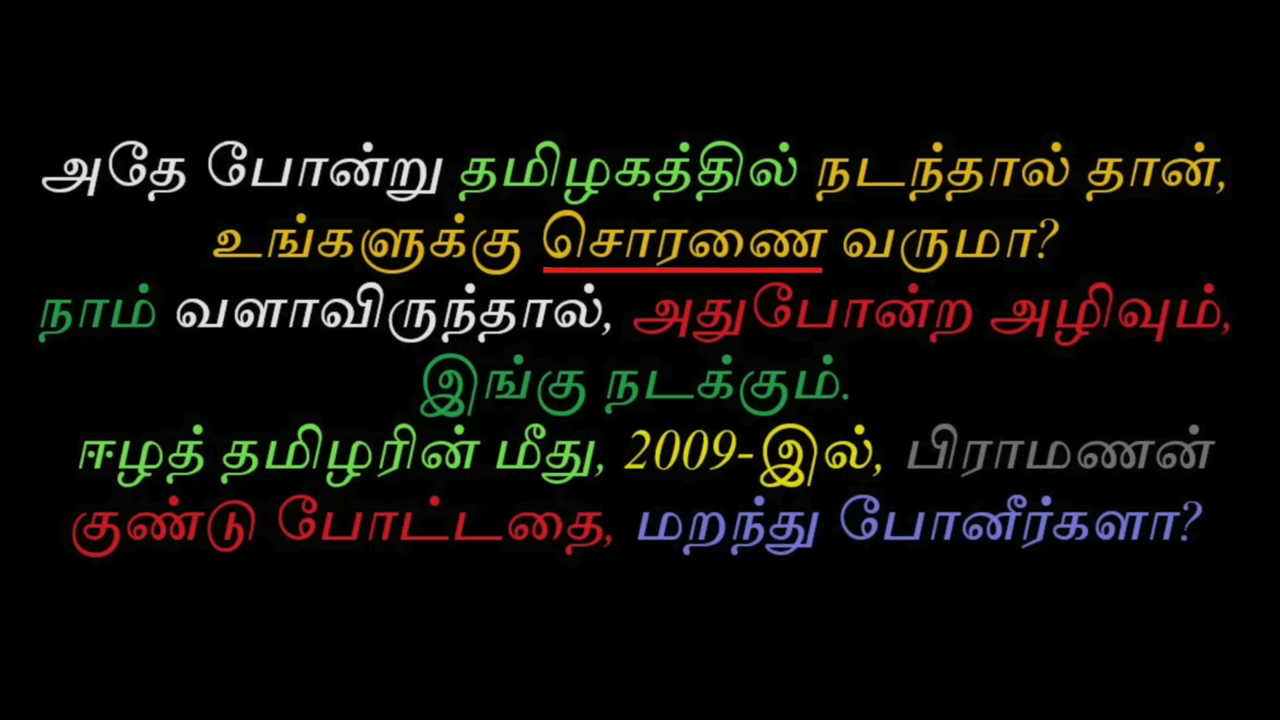 அதே போன்று தமிழகத்தில் நடந்தால் தான்,
உங்களுக்கு சொரணை வருமா?
நாம் வளாவிருந்தால், அதுபோன்ற அழிவும்,
இங்கு நடக்கும்.
ஈழத் தமிழரின் மீது, 2009-இல், பிராமணன்
குண்டு போட்டதை, மறந்து போனீர்களா?